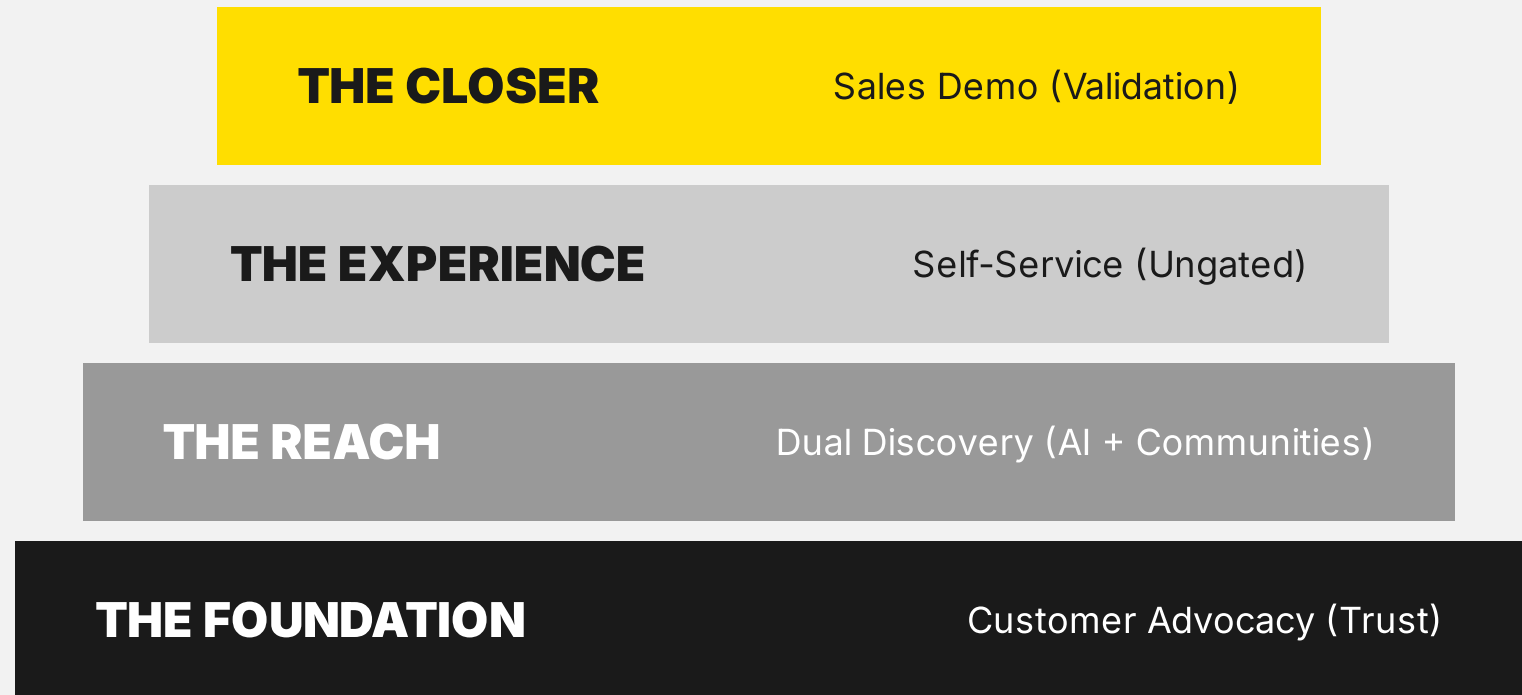 THE CLOSER Sales Demo (Validation)
THE EXPERIENCE Self-Service (Ungated)
THE REACH Dual Discovery (AI + Communities)
THE FOUNDATION Customer Advocacy (Trust)